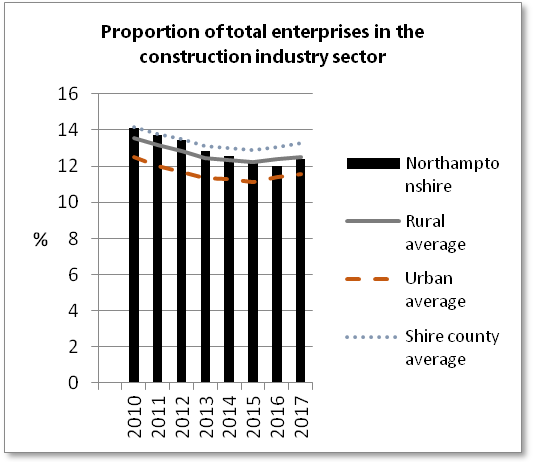 Proportion of total enterprises in the
construction industry sector
16
14
12
10
8
6
4
2
0
%
2010
2011
2012
2013
2014
2015
2016
2017
Northampto
nshire
Rural
average
Urban
average
Shire county
average